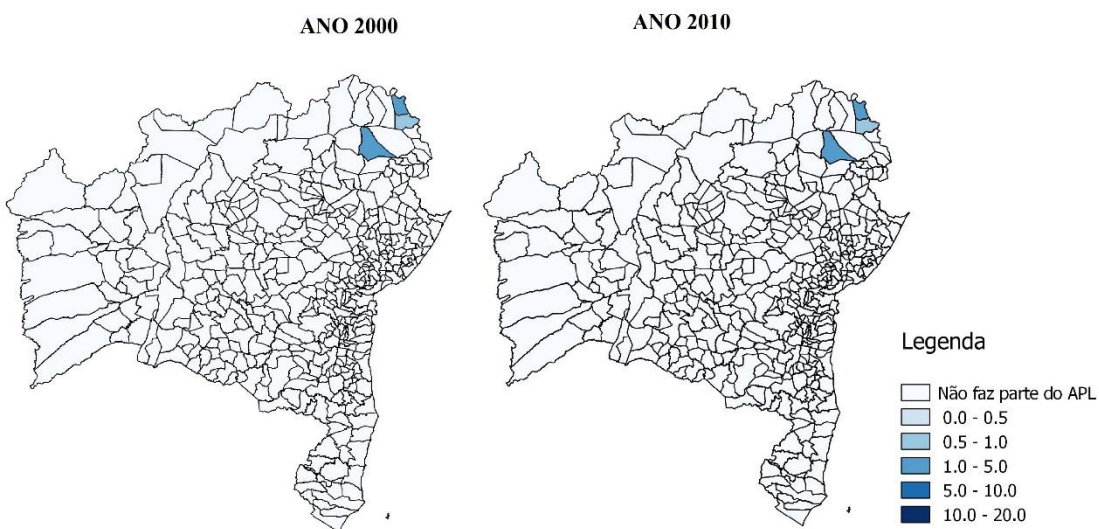 ANO 2000
ANO 2010
Legenda
Não faz parte do APL
0.0 - 0.5
0.5 - 1.0
1.0 - 5.0
5.0 - 10.0
10.0 - 20.0